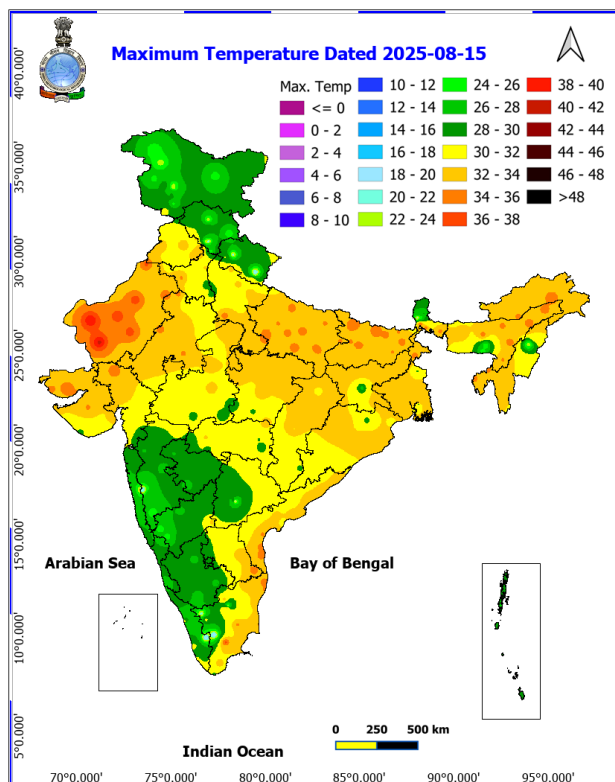 Maximum Temperature Dated 2025-08-15
Max. Temp
<= 0
0 - 2
2 - 4
4 - 6
6 - 8
8 - 10
10 - 12
12 - 14
14 - 16
16 - 18
18 - 20
20 - 22
22 - 24
24 - 26
26 - 28
28 - 30
30 - 32
32 - 34
34 - 36
36 - 38
38 - 40
40 - 42
42 - 44
44 - 46
46 - 48
>48
40°0.000'
35°0.000'
30°0.000'
25°0.000'
20°0.000'
15°0.000'
10°0.000'
5°0.000'
Arabian Sea
Bay of Bengal
0 250 500 km
Indian Ocean
70°0.000' 75°0.000' 80°0.000' 85°0.000' 90°0.000' 95°0.000'